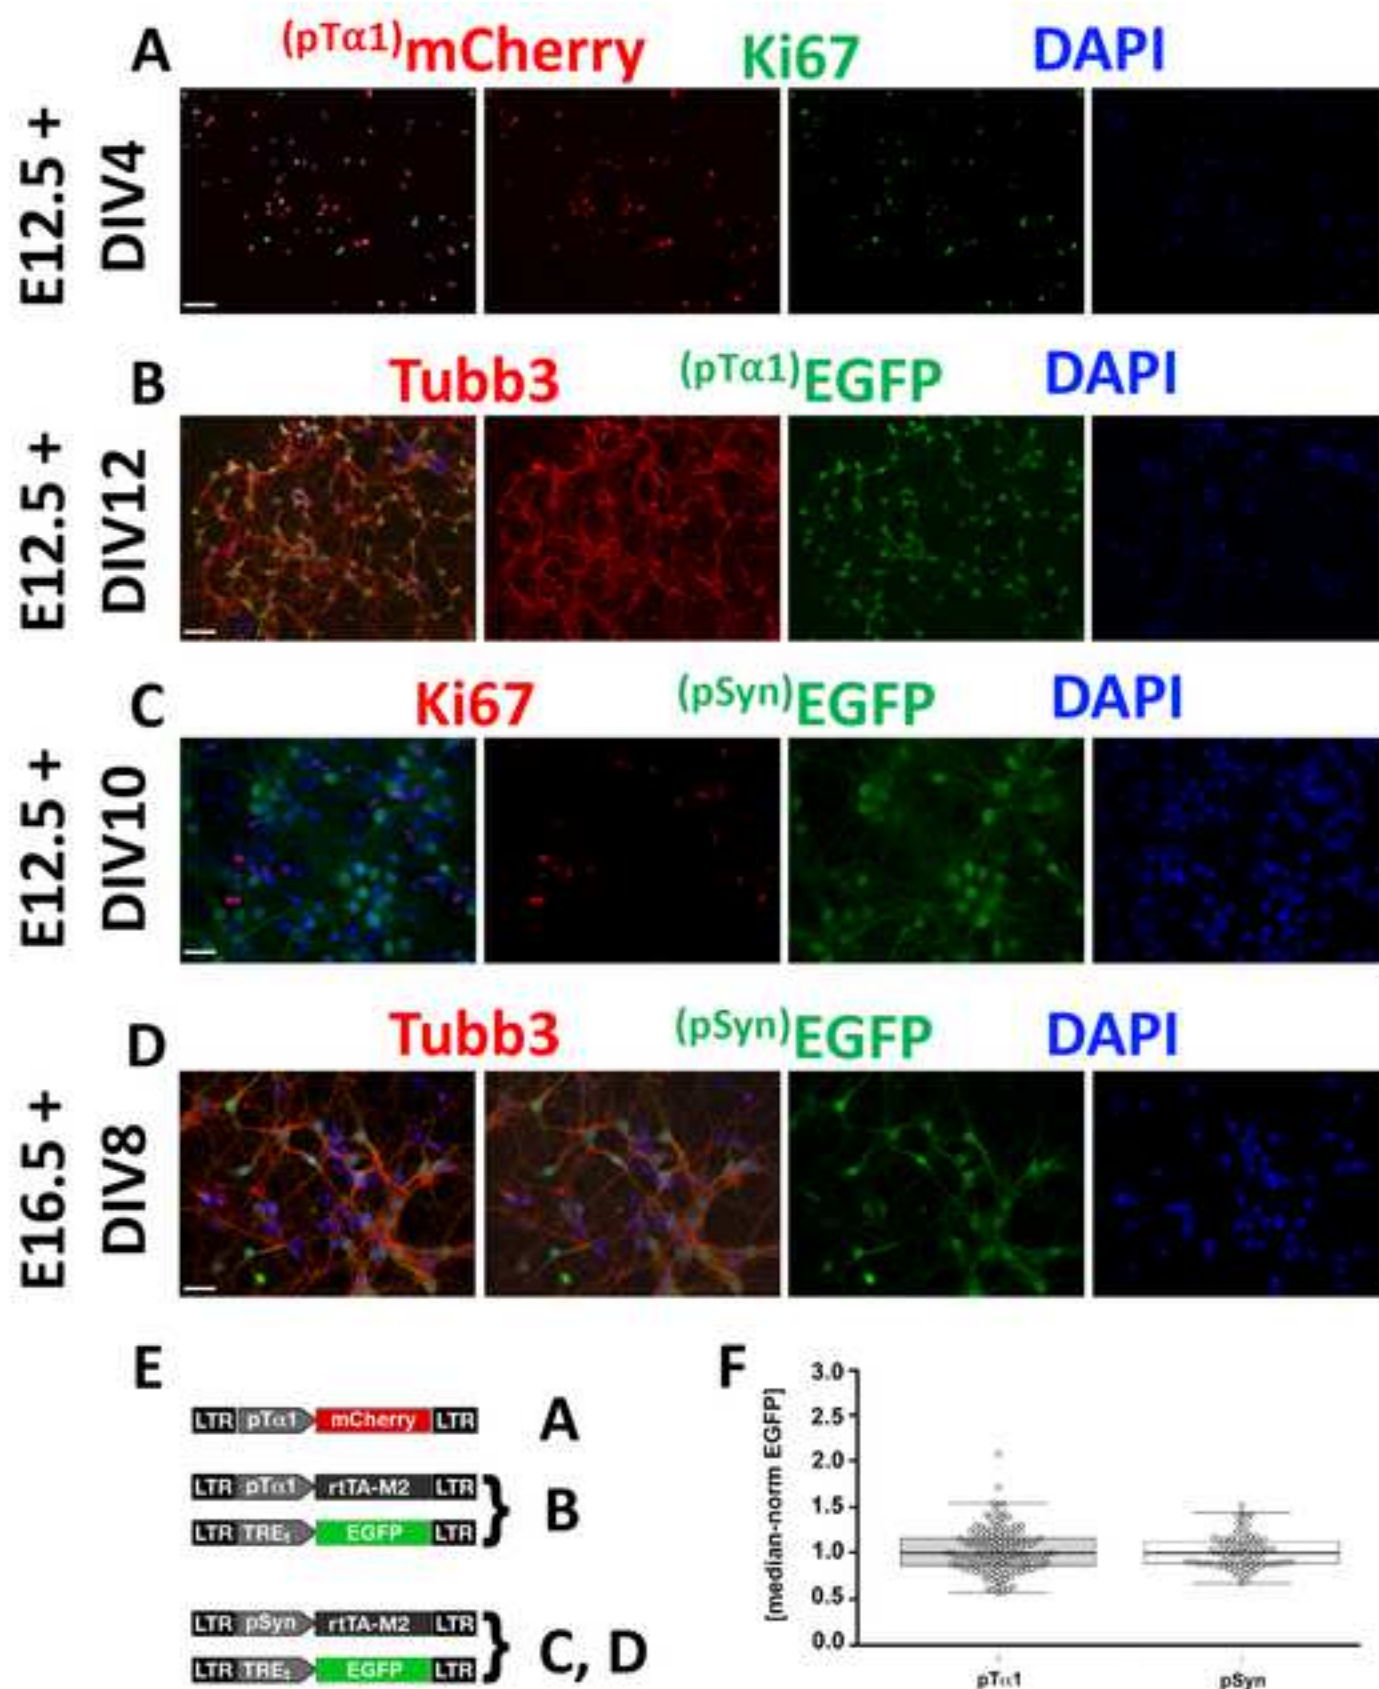 A (pTα1)mCherry Ki67 DAPI
E12.5 +
DIV4
B Tubb3 (pTα1)EGFP DAPI
E12.5 +
DIV12
C Ki67 (pSyn)EGFP DAPI
E12.5 +
DIV10
D Tubb3 (pSyn)EGFP DAPI
E16.5 +
DIV8
E
LTR pTα1 mCherry LTR A
LTR pTα1 rtTA-M2 LTR
LTR TREt EGFP LTR
} B
LTR pSyn rtTA-M2 LTR
LTR TREt EGFP LTR
} C, D
F
[median-norm EGFP]
3.0
2.5
2.0
1.5
1.0
0.5
0.0
pTα1 pSyn